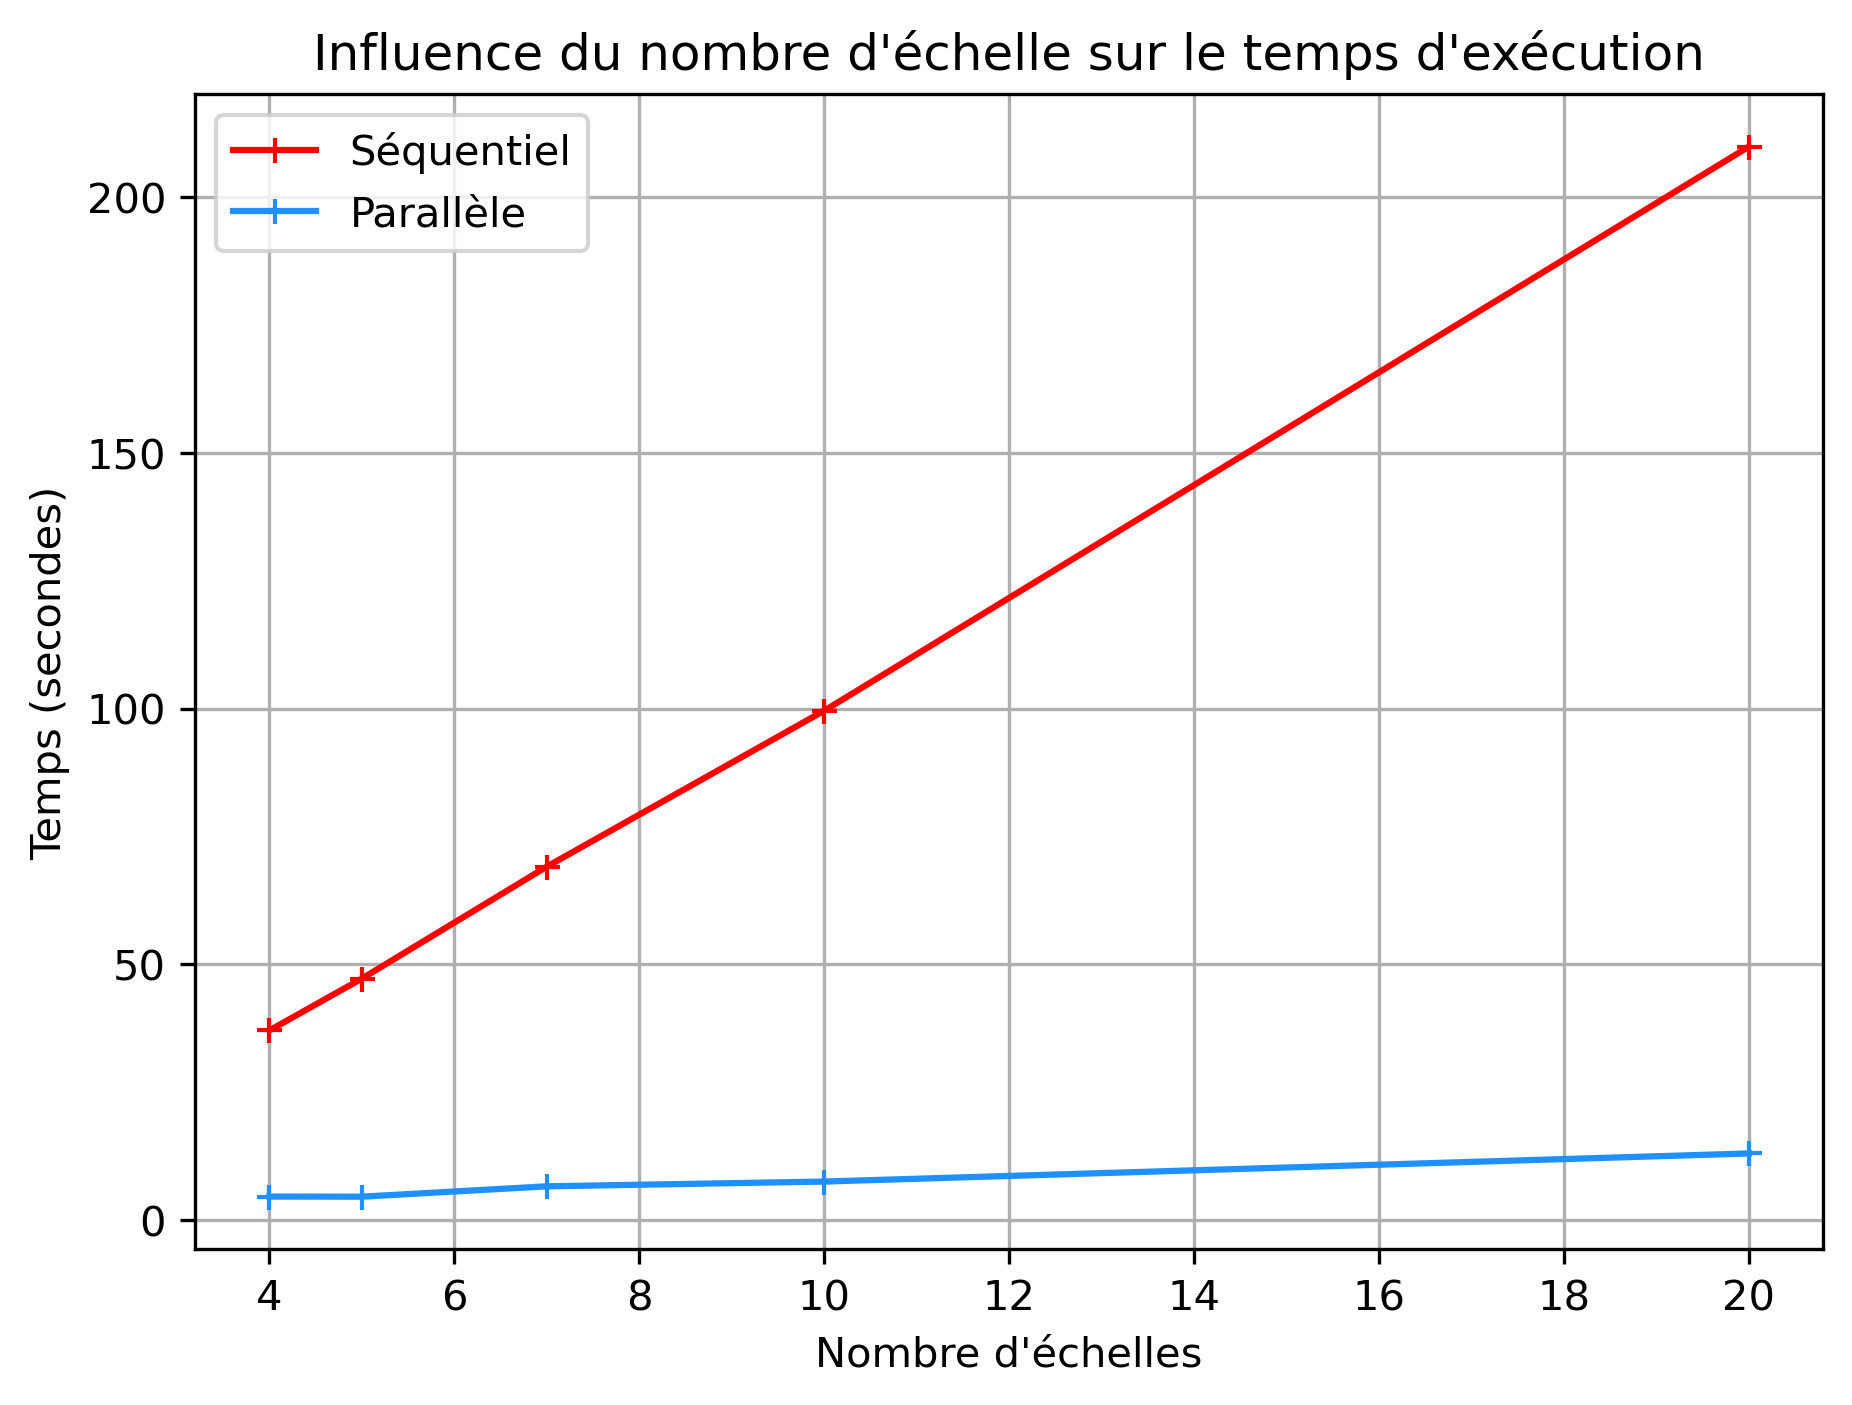 Influence du nombre d'échelle sur le temps d'exécution
Séquentiel
Parallèle
200
150
100
50
0
Temps (secondes)
4 6 8 10 12 14 16 18 20
Nombre d'échelles